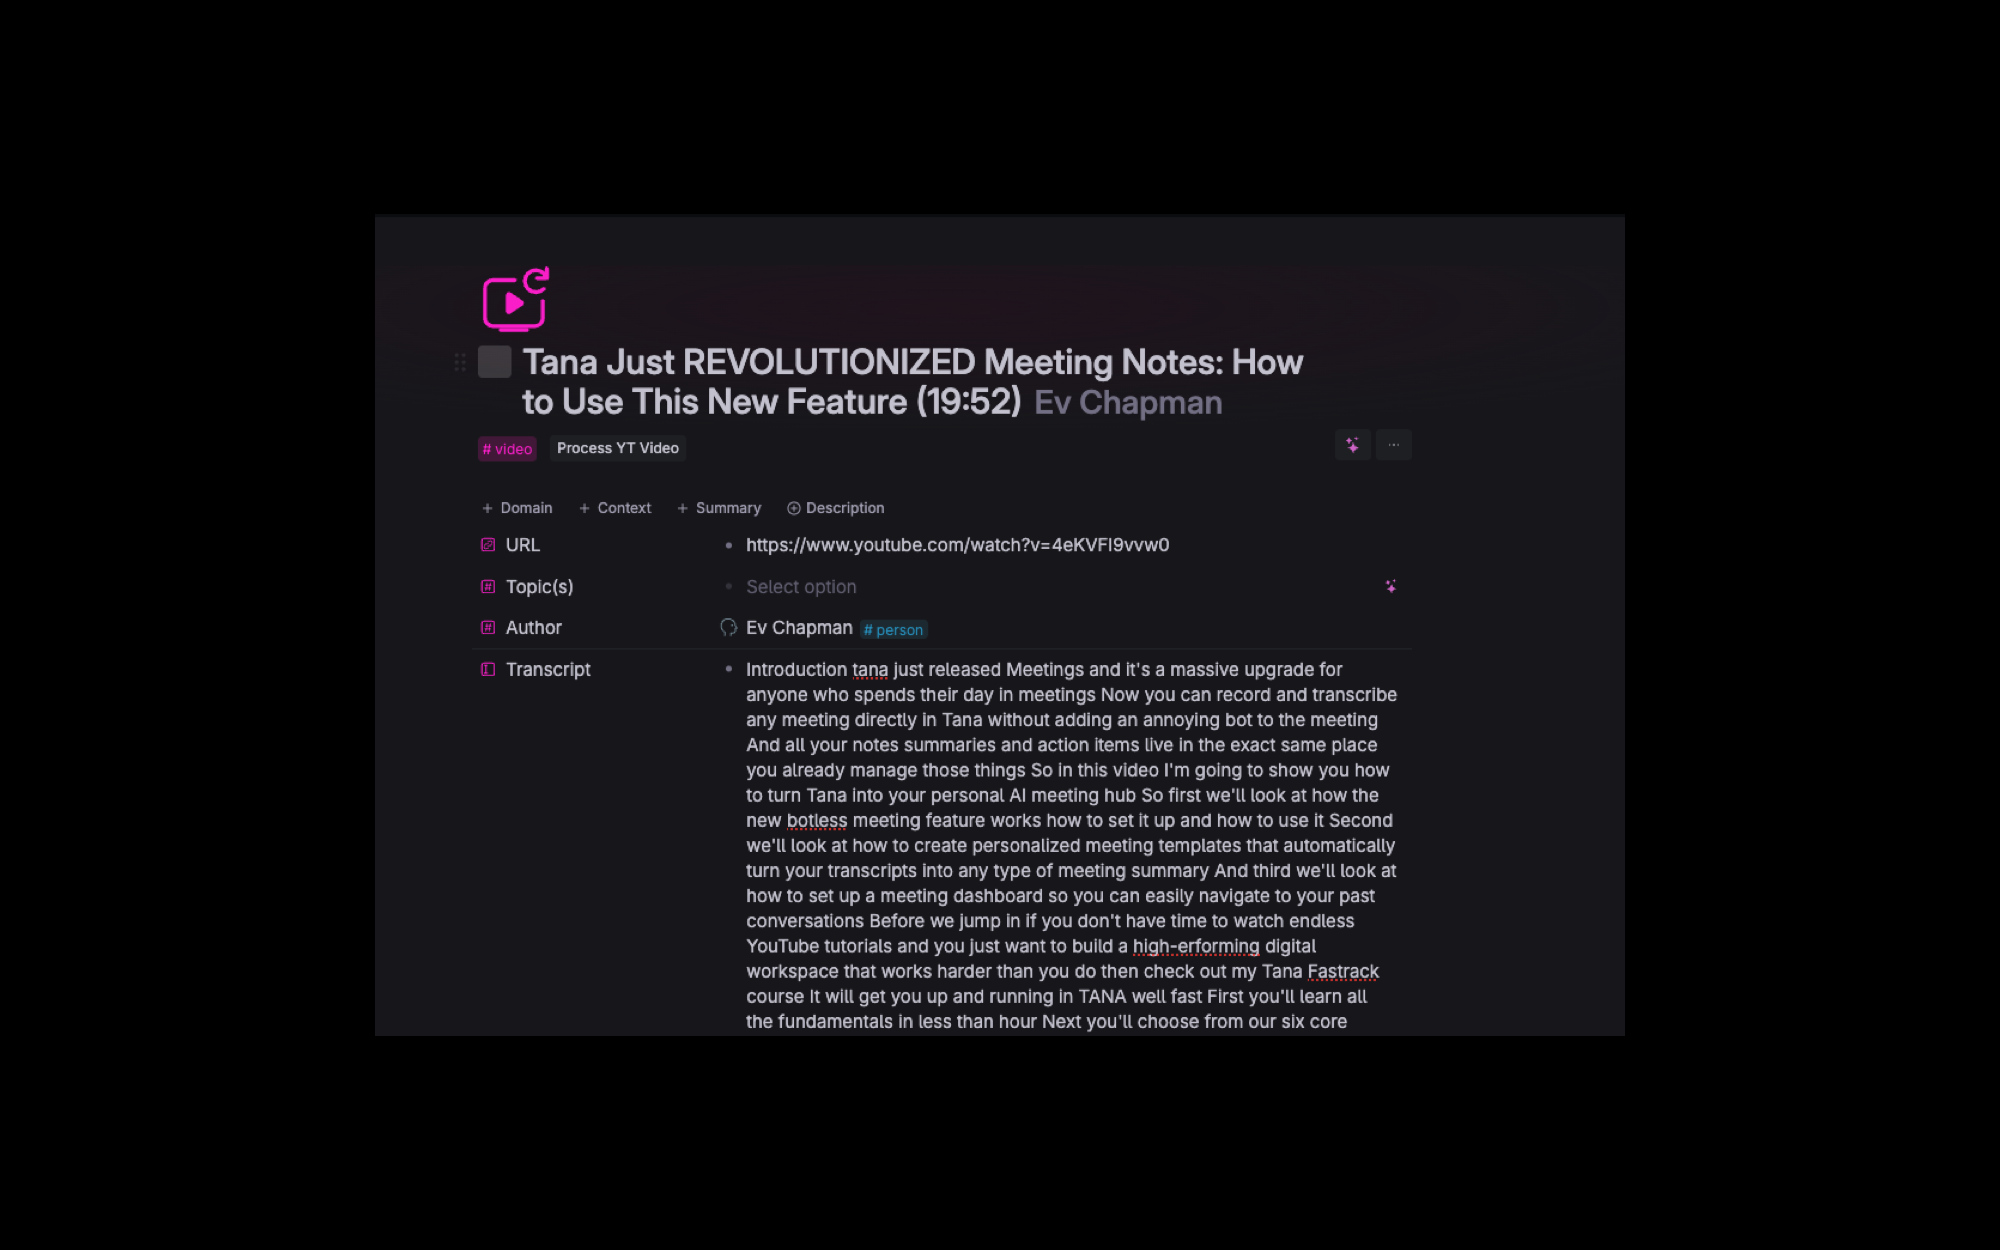 Tana Just REVOLUTIONIZED Meeting Notes: How
to Use This New Feature (19:52) Ev Chapman
# video Process YT Video
+ Domain + Context + Summary Description
URL https://www.youtube.com/watch?v=4eKVFI9vvw0
Topic(s) Select option
Author Ev Chapman # person
Transcript Introduction tana just released Meetings and it's a massive upgrade for
anyone who spends their day in meetings Now you can record and transcribe
any meeting directly in Tana without adding an annoying bot to the meeting
And all your notes summaries and action items live in the exact same place
you already manage those things So in this video I'm going to show you how
to turn Tana into your personal AI meeting hub So first we'll look at how the
new botless meeting feature works how to set it up and how to use it Second
we'll look at how to create personalized meeting templates that automatically
turn your transcripts into any type of meeting summary And third we'll look at
how to set up a meeting dashboard so you can easily navigate to your past
conversations Before we jump in if you don't have time to watch endless
YouTube tutorials and you just want to build a high-erforming digital
workspace that works harder than you do then check out my Tana Fastrack
course It will get you up and running in TANA well fast First you'll learn all
the fundamentals in less than hour Next you'll choose from our six core